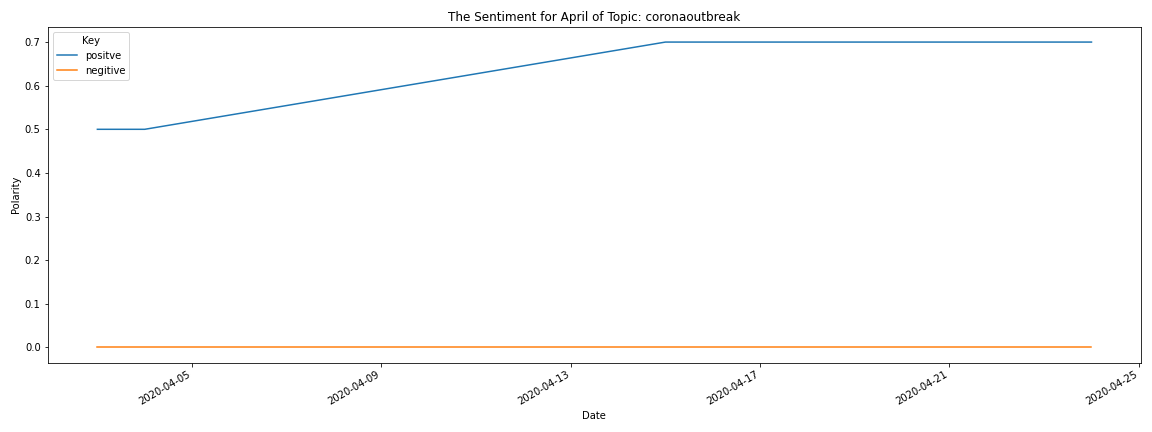 The Sentiment for April of Topic: coronaoutbreak
Key
positve
negitive
0.7
0.6
0.5
0.4
0.3
0.2
0.1
0.0
Polarity
2020-04-05
2020-04-09
2020-04-13
2020-04-17
2020-04-21
2020-04-25
Date